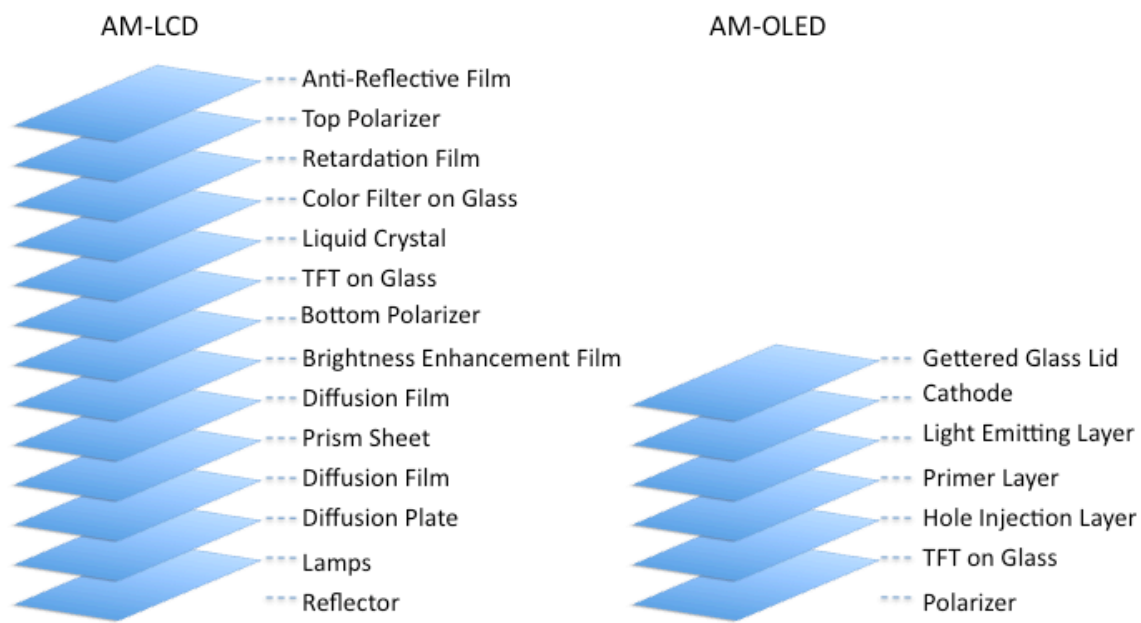 AM-LCD
Anti-Reflective Film
Top Polarizer
Retardation Film
Color Filter on Glass
Liquid Crystal
TFT on Glass
Bottom Polarizer
Brightness Enhancement Film
Diffusion Film
Prism Sheet
Diffusion Film
Diffusion Plate
Lamps
Reflector
AM-OLED
Gettered Glass Lid
Cathode
Light Emitting Layer
Primer Layer
Hole Injection Layer
TFT on Glass
Polarizer